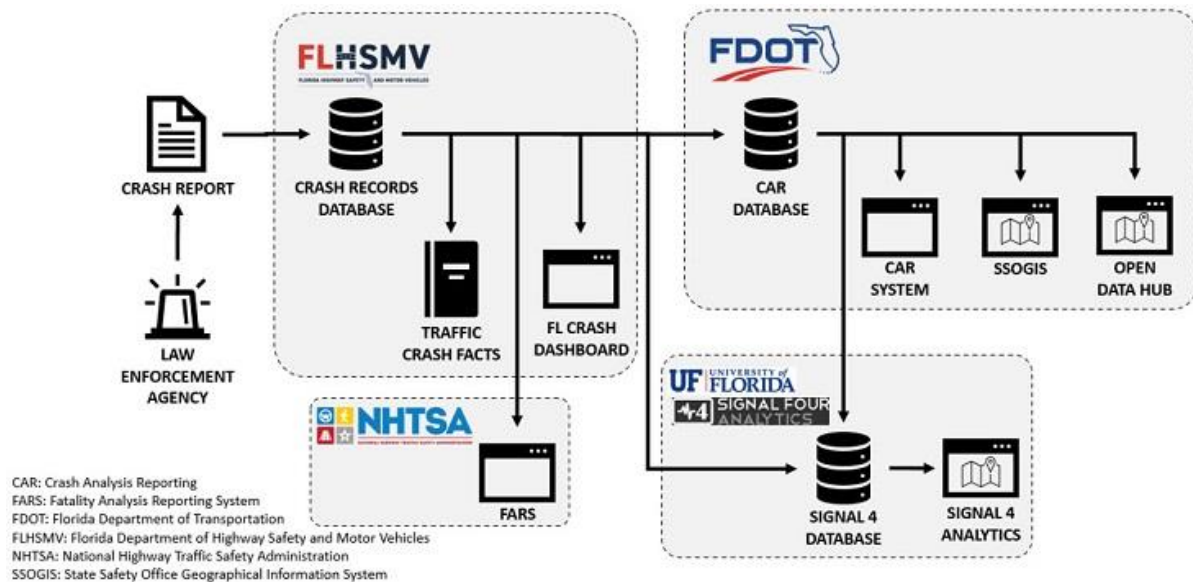 FLHSMV
FLORIDA HIGHWAY SAFETY AND MOTOR VEHICLES
FDOT
CRASH REPORT
CRASH RECORDS
DATABASE
CAR
DATABASE
CAR
SYSTEM
SSOGIS
OPEN
DATA HUB
TRAFFIC
CRASH FACTS
FL CRASH
DASHBOARD
LAW
ENFORCEMENT
AGENCY
NHTSA
NATIONAL HIGHWAY TRAFFIC SAFETY ADMINISTRATION
FARS
UF UNIVERSITY of
FLORIDA
4 SIGNAL FOUR
ANALYTICS
SIGNAL 4
DATABASE
SIGNAL 4
ANALYTICS
CAR: Crash Analysis Reporting
FARS: Fatality Analysis Reporting System
FDOT: Florida Department of Transportation
FLHSMV: Florida Department of Highway Safety and Motor Vehicles
NHTSA: National Highway Traffic Safety Administration
SSOGIS: State Safety Office Geographical Information System